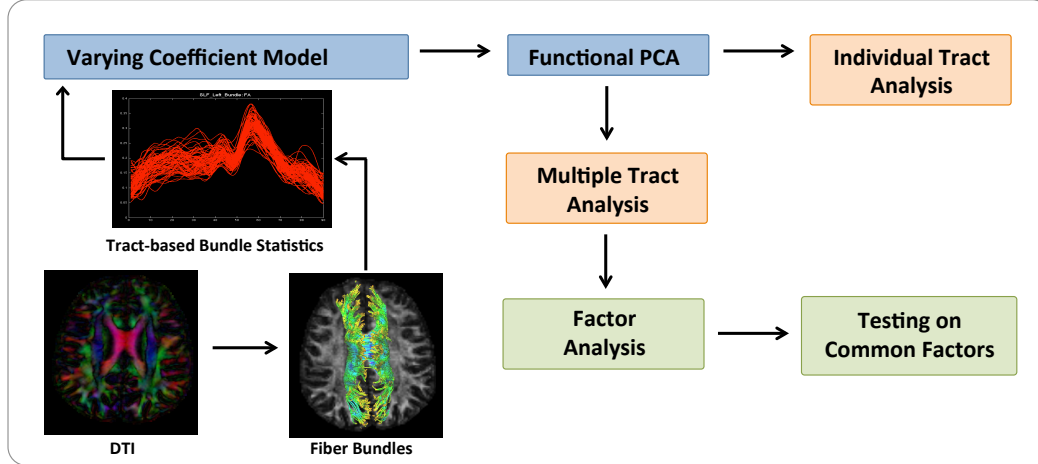 Varying Coefficient Model
Functional PCA
Individual Tract
Analysis
Multiple Tract
Analysis
Tract-based Bundle Statistics
Factor
Analysis
Testing on
Common Factors
DTI
Fiber Bundles